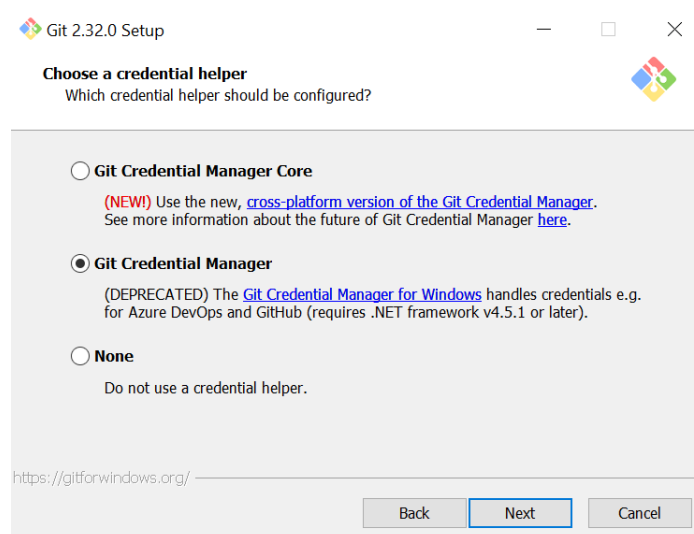 Git 2.32.0 Setup
Choose a credential helper
Which credential helper should be configured?
Git Credential Manager Core
(NEW!) Use the new, cross-platform version of the Git Credential Manager.
See more information about the future of Git Credential Manager here.
Git Credential Manager
(DEPRECATED) The Git Credential Manager for Windows handles credentials e.g.
for Azure DevOps and GitHub (requires .NET framework v4.5.1 or later).
None
Do not use a credential helper.
https://gitforwindows.org/
Back Next Cancel